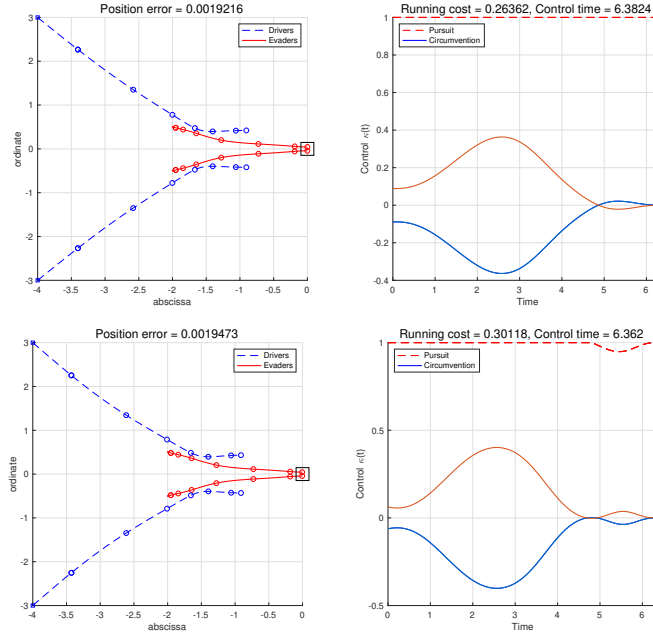 Position error = 0.0019216
Drivers
Evaders
3
2
1
0
-1
-2
-3
ordinate
-4
-3.5
-3
-2.5
-2
-1.5
-1
-0.5
0
abscissa
Running cost = 0.26362, Control time = 6.3824
Pursuit
Circumvention
1
0.8
0.6
0.4
0.2
0
-0.2
-0.4
Control κ(t)
0
1
2
3
4
5
6
Time
Position error = 0.0019473
Drivers
Evaders
3
2
1
0
-1
-2
-3
ordinate
-4
-3.5
-3
-2.5
-2
-1.5
-1
-0.5
0
abscissa
Running cost = 0.30118, Control time = 6.362
Pursuit
Circumvention
1
0.5
0
-0.5
Control κ(t)
0
1
2
3
4
5
6
Time